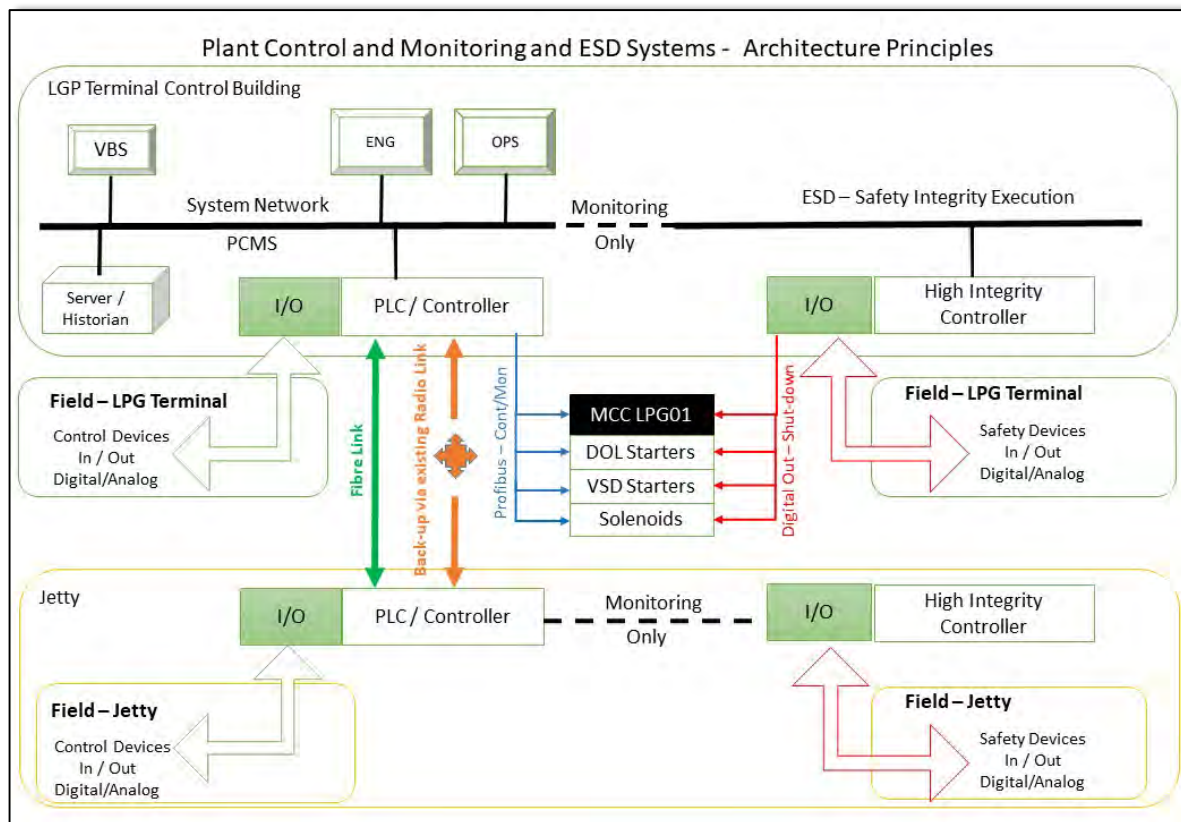 Plant Control and Monitoring and ESD Systems - Architecture Principles
LGP Terminal Control Building
VBS
ENG
OPS
System Network
Monitoring
ESD – Safety Integrity Execution
PCMS
Only
Server /
Historian
I/O
PLC / Controller
I/O
High Integrity
Controller
Field – LPG Terminal
Control Devices
In / Out
Digital/Analog
Fibre Link
Back-up via existing Radio Link
Profibus – Cont/Mon
MCC LPG01
DOL Starters
VSD Starters
Solenoids
Digital Out – Shut-down
Field – LPG Terminal
Safety Devices
In / Out
Digital/Analog
Jetty
I/O
PLC / Controller
Monitoring
Only
I/O
High Integrity
Controller
Field – Jetty
Control Devices
In / Out
Digital/Analog
Field – Jetty
Safety Devices
In / Out
Digital/Analog